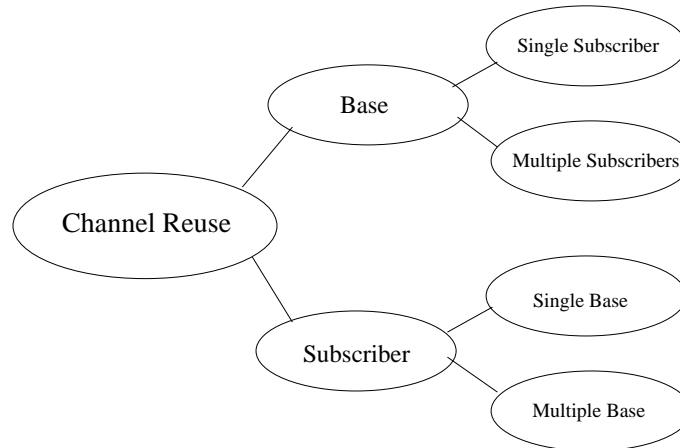 Single Subscriber
Base
Multiple Subscribers
Channel Reuse
Single Base
Subscriber
Multiple Base